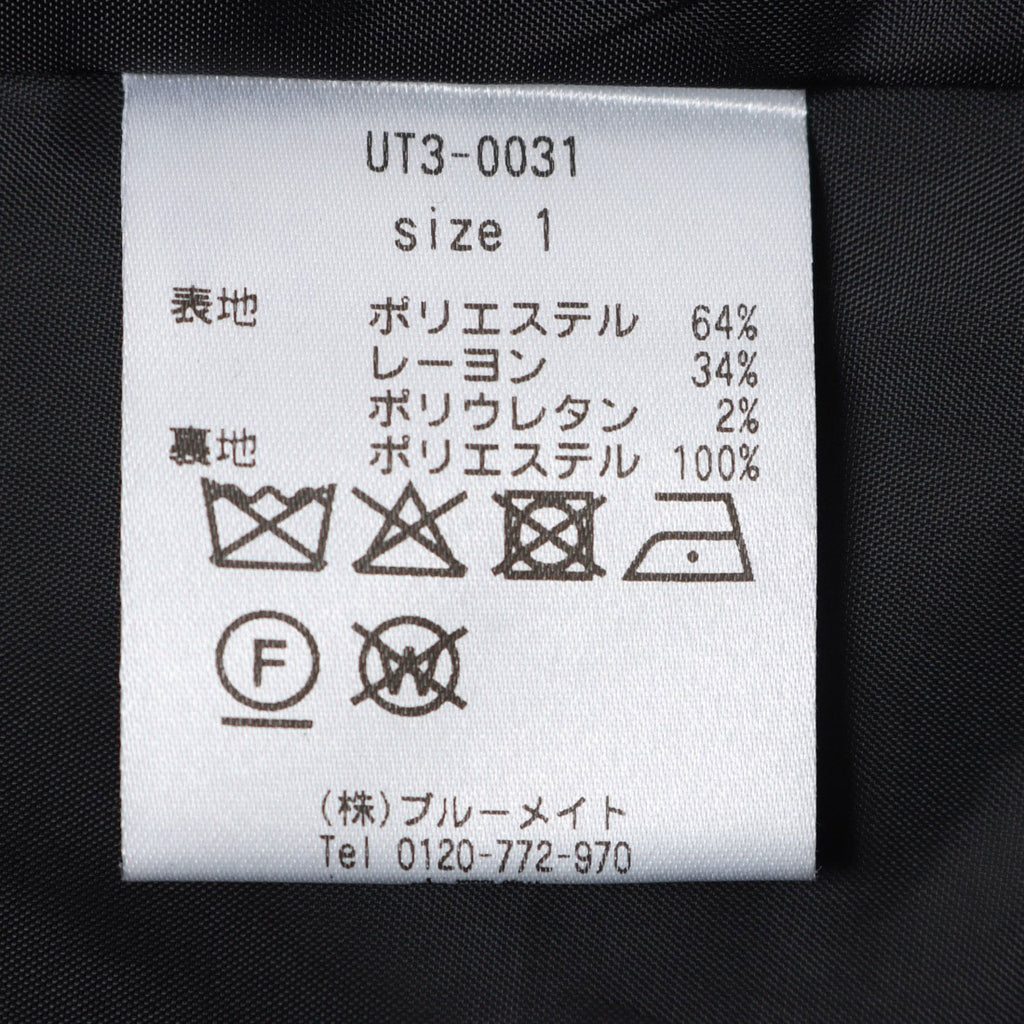 UT3-0031
size 1
表地 ポリエステル 64%
レーヨン 34%
ポリウレタン 2%
裏地 ポリエステル 100%
F W
(株)ブルーメイト
Tel 0120-772-970